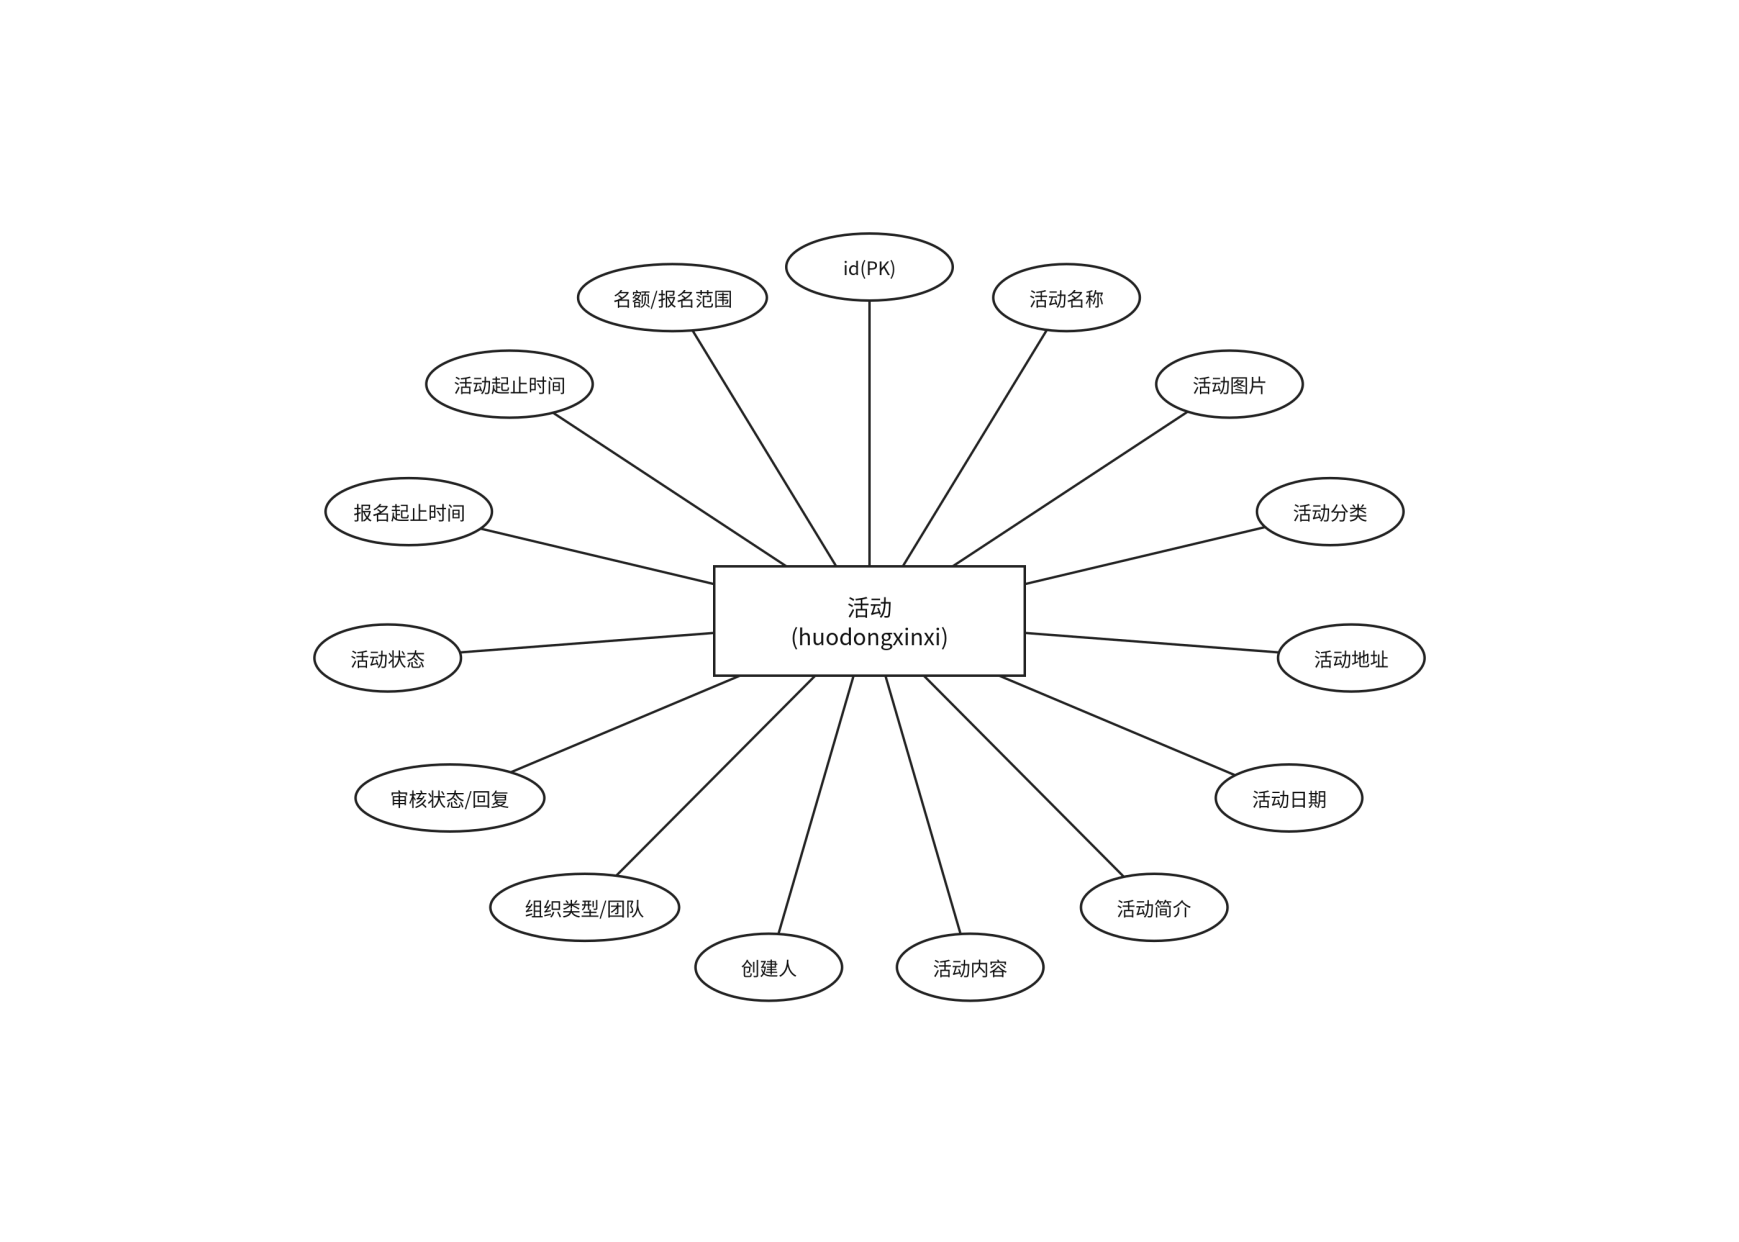 id(PK)
名额/报名范围
活动名称
活动起止时间
活动图片
报名起止时间
活动分类
活动
(huodongxinxi)
活动状态
活动地址
审核状态/回复
活动日期
组织类型/团队
活动简介
创建人
活动内容